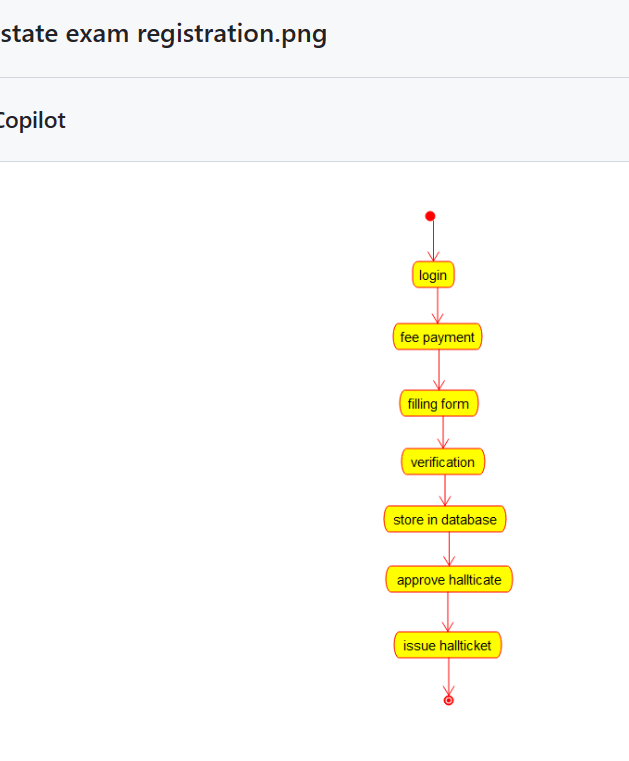 state exam registration.png
Copilot
login
fee payment
filling form
verification
store in database
approve hallticate
issue hallticket